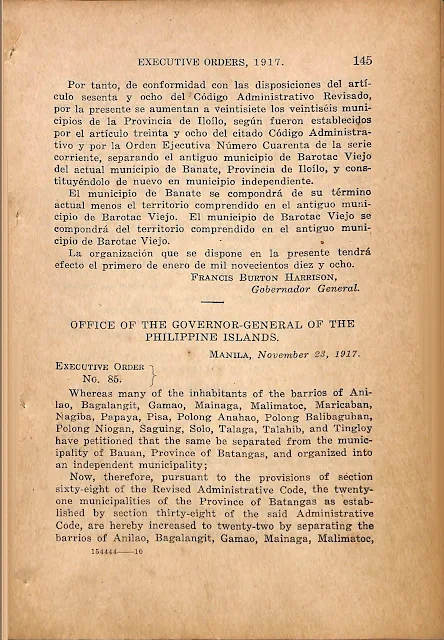 EXECUTIVE ORDERS, 1917. 145
Por tanto, de conformidad con las disposiciones del artí-
culo sesenta y ocho del Código Administrativo Revisado,
por la presente se aumentan a veintisiete los veintiséis muni-
cipios de la Provincia de Iloílo, según fueron establecidos
por el artículo treinta y ocho del citado Código Administra-
tivo y por la Orden Ejecutiva Número Cuarenta de la serie
corriente, separando el antiguo municipio de Barotac Viejo
del actual municipio de Banate, Provincia de Iloílo, y cons-
tituyéndolo de nuevo en municipio independiente.
El municipio de Banate se compondrá de su término
actual menos el territorio comprendido en el antiguo muni-
cipio de Barotac Viejo. El municipio de Barotac Viejo se
compondrá del territorio comprendido en el antiguo muni-
cipio de Barotac Viejo.
La organización que se dispone en la presente tendrá
efecto el primero de enero de mil novecientos diez y ocho.
FRANCIS BURTON HARRISON,
Gobernador General.
OFFICE OF THE GOVERNOR-GENERAL OF THE
PHILIPPINE ISLANDS.
MANILA, November 23, 1917.
EXECUTIVE ORDER
No. 85.
Whereas many of the inhabitants of the barrios of Ani-
lao, Bagalangit, Gamao, Mainaga, Malimatoc, Maricaban,
Nagiba, Papaya, Pisa, Polong Anahao, Polong Balibaguhan,
Polong Niogan, Saguing, Solo, Talaga, Talahib, and Tingloy
have petitioned that the same be separated from the munic-
ipality of Bauan, Province of Batangas, and organized into
an independent municipality;
Now, therefore, pursuant to the provisions of section
sixty-eight of the Revised Administrative Code, the twenty-
one municipalities of the Province of Batangas as estab-
lished by section thirty-eight of the said Administrative
Code, are hereby increased to twenty-two by separating the
barrios of Anilao, Bagalangit, Gamao, Mainaga, Malimatoc,
154444——10